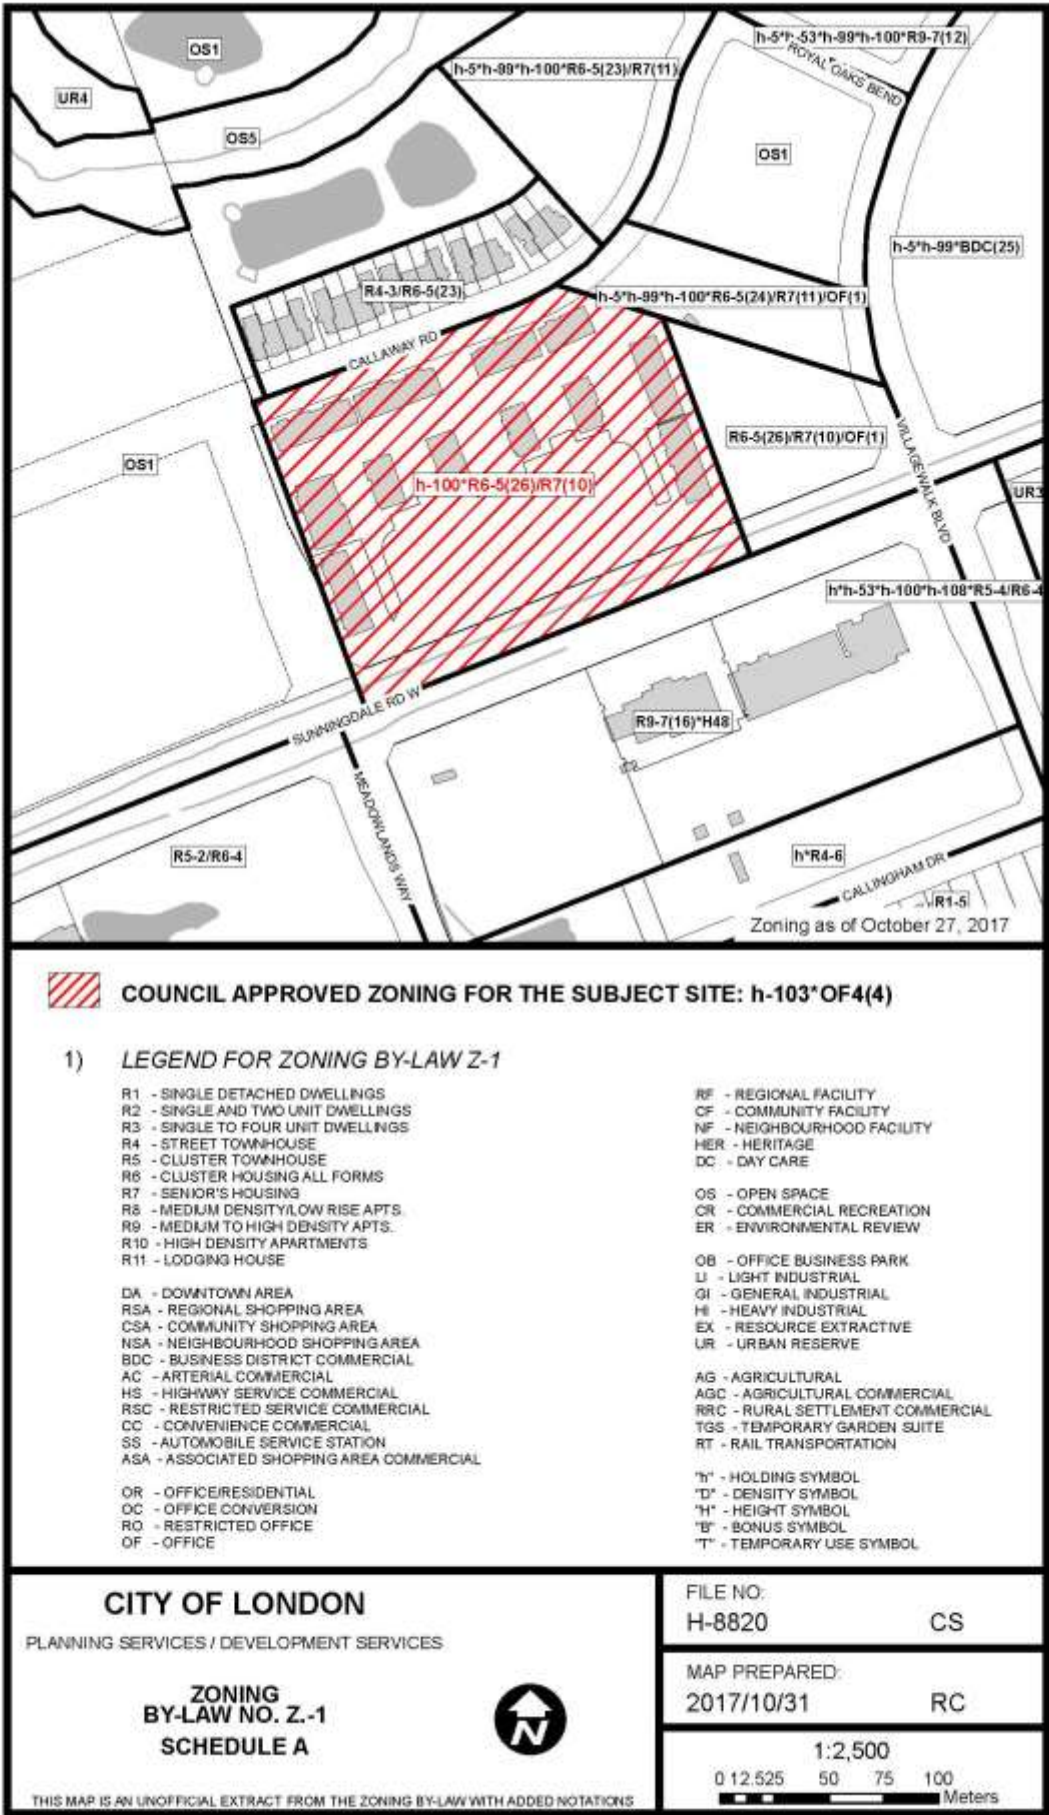 h-5*h-53*h-99*h-100*R9-7(12)
OS1
h-5*h-99*h-100*R6-5(23)/R7(11)
ROYAL OAKS BEND
UR4
OS5
OS1
h-5*h-99*BDC(25)
R4-3/R6-5(23)
h-5*h-99*h-100*R6-5(24)/R7(11)/OF(1)
CALLAWAY RD
R6-5(26)/R7(10)/OF(1)
OS1
h-100*R6-5(26)/R7(10)
VILLAGEWALK BLVD
UR3
h*h-53*h-100*h-108*R5-4/R6-4
SUNNINGDALE RD W
R9-7(16)*H48
MEADOWLANDS WAY
R5-2/R6-4
h*R4-6
CALLINGHAM DR
R1-5
Zoning as of October 27, 2017
COUNCIL APPROVED ZONING FOR THE SUBJECT SITE: h-103*OF4(4)
1) LEGEND FOR ZONING BY-LAW Z-1
R1 - SINGLE DETACHED DWELLINGS
R2 - SINGLE AND TWO UNIT DWELLINGS
R3 - SINGLE TO FOUR UNIT DWELLINGS
R4 - STREET TOWNHOUSE
R5 - CLUSTER TOWNHOUSE
R6 - CLUSTER HOUSING ALL FORMS
R7 - SENIOR'S HOUSING
R8 - MEDIUM DENSITY/LOW RISE APTS.
R9 - MEDIUM TO HIGH DENSITY APTS.
R10 - HIGH DENSITY APARTMENTS
R11 - LODGING HOUSE
DA - DOWNTOWN AREA
RSA - REGIONAL SHOPPING AREA
CSA - COMMUNITY SHOPPING AREA
NSA - NEIGHBOURHOOD SHOPPING AREA
BDC - BUSINESS DISTRICT COMMERCIAL
AC - ARTERIAL COMMERCIAL
HS - HIGHWAY SERVICE COMMERCIAL
RSC - RESTRICTED SERVICE COMMERCIAL
CC - CONVENIENCE COMMERCIAL
SS - AUTOMOBILE SERVICE STATION
ASA - ASSOCIATED SHOPPING AREA COMMERCIAL
OR - OFFICE/RESIDENTIAL
OC - OFFICE CONVERSION
RO - RESTRICTED OFFICE
OF - OFFICE
RF - REGIONAL FACILITY
CF - COMMUNITY FACILITY
NF - NEIGHBOURHOOD FACILITY
HER - HERITAGE
DC - DAY CARE
OS - OPEN SPACE
CR - COMMERCIAL RECREATION
ER - ENVIRONMENTAL REVIEW
OB - OFFICE BUSINESS PARK
LI - LIGHT INDUSTRIAL
GI - GENERAL INDUSTRIAL
HI - HEAVY INDUSTRIAL
EX - RESOURCE EXTRACTIVE
UR - URBAN RESERVE
AG - AGRICULTURAL
AGC - AGRICULTURAL COMMERCIAL
RRC - RURAL SETTLEMENT COMMERCIAL
TGS - TEMPORARY GARDEN SUITE
RT - RAIL TRANSPORTATION
"h" - HOLDING SYMBOL
"D" - DENSITY SYMBOL
"H" - HEIGHT SYMBOL
"B" - BONUS SYMBOL
"T" - TEMPORARY USE SYMBOL
CITY OF LONDON
PLANNING SERVICES / DEVELOPMENT SERVICES
ZONING
BY-LAW NO. Z.-1
SCHEDULE A
N
THIS MAP IS AN UNOFFICIAL EXTRACT FROM THE ZONING BY-LAW WITH ADDED NOTATIONS
FILE NO:
H-8820 CS
MAP PREPARED:
2017/10/31 RC
1:2,500
0 12.525 50 75 100
Meters